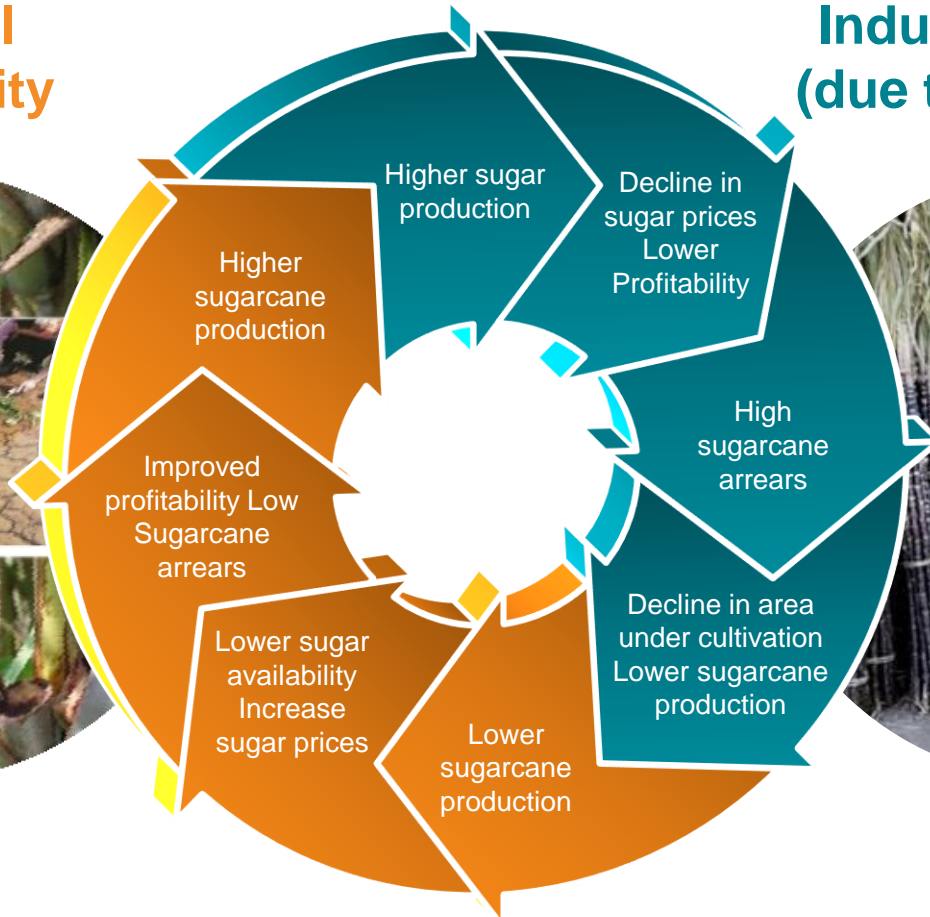 Higher sugar
production
Decline in
sugar prices
Lower
Profitability
High
sugarcane
arrears
Decline in area
under cultivation
Lower sugarcane
production
Lower
sugarcane
production
Lower sugar
availability
Increase
sugar prices
Improved
profitability Low
Sugarcane
arrears
Higher
sugarcane
production
(due